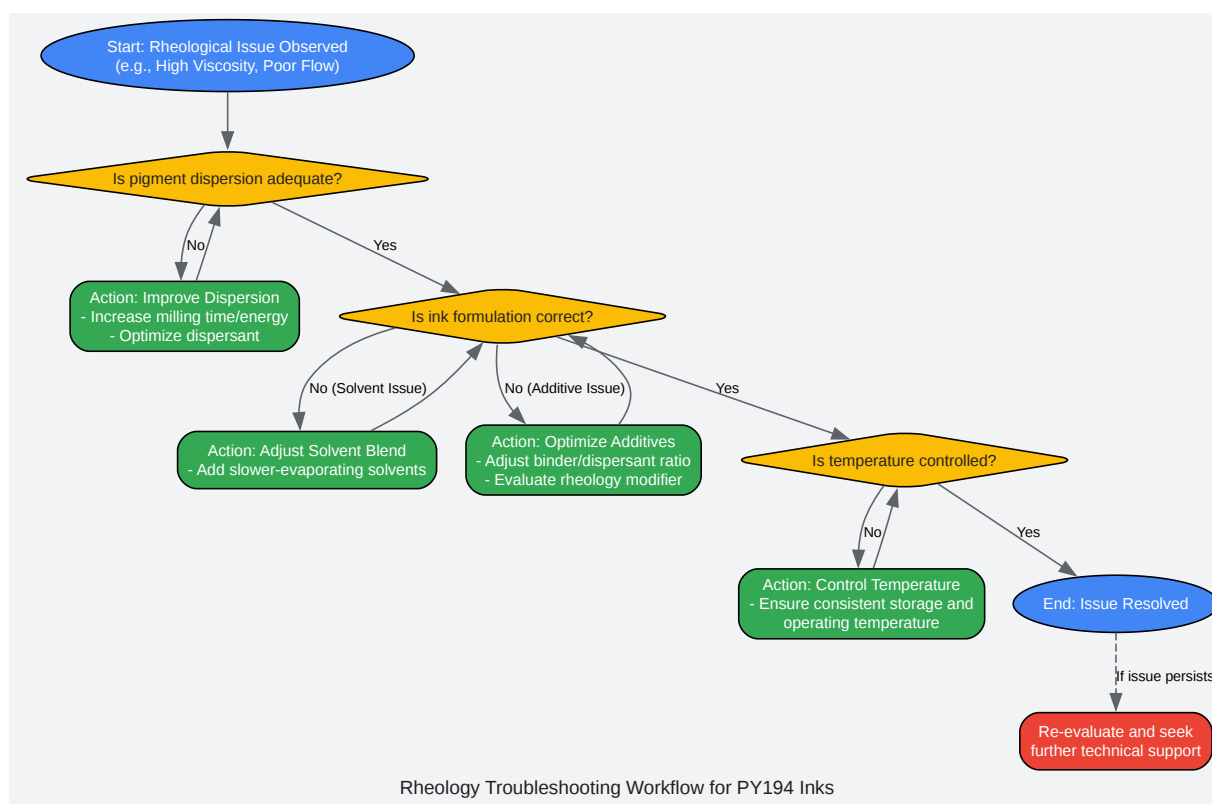 Start: Rheological Issue Observed
(e.g., High Viscosity, Poor Flow)
Is pigment dispersion adequate?
No
Yes
Action: Improve Dispersion
- Increase milling time/energy
- Optimize dispersant
Is ink formulation correct?
No (Solvent Issue)
No (Additive Issue)
Yes
Action: Adjust Solvent Blend
- Add slower-evaporating solvents
Action: Optimize Additives
- Adjust binder/dispersant ratio
- Evaluate rheology modifier
Is temperature controlled?
No
Yes
Action: Control Temperature
- Ensure consistent storage and
operating temperature
End: Issue Resolved
If issue persists
Re-evaluate and seek
further technical support
Rheology Troubleshooting Workflow for PY194 Inks